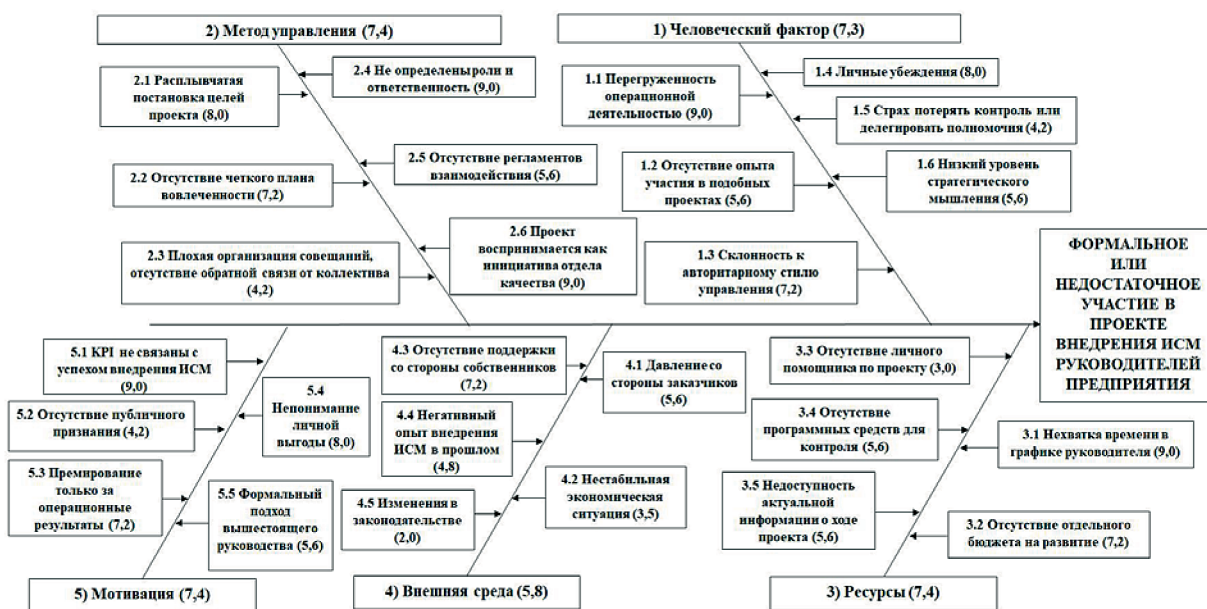 2) Метод управления (7,4)
2.1 Расплывчатая
постановка целей
проекта (8,0)
2.4 Не определены роли и
ответственность (9,0)
2.5 Отсутствие регламентов
взаимодействия (5,6)
2.2 Отсутствие четкого плана
вовлеченности (7,2)
2.6 Проект
воспринимается как
инициатива отдела
качества (9,0)
2.3 Плохая организация совещаний,
отсутствие обратной связи от коллектива
(4,2)
1) Человеческий фактор (7,3)
1.4 Личные убеждения (8,0)
1.1 Перегруженность
операционной
деятельностью (9,0)
1.5 Страх потерять контроль или
делегировать полномочия (4,2)
1.2 Отсутствие опыта
участия в подобных
проектах (5,6)
1.6 Низкий уровень
стратегического
мышления (5,6)
1.3 Склонность к
авторитарному стилю
управления (7,2)
ФОРМАЛЬНОЕ
ИЛИ
НЕДОСТАТОЧНОЕ
УЧАСТИЕ В
ПРОЕКТЕ
ВНЕДРЕНИЯ ИСМ
РУКОВОДИТЕЛЕЙ
ПРЕДПРИЯТИЯ
5.1 KPI не связаны с
успехом внедрения ИСМ
(9,0)
5.4
Непонимание
личной
выгоды (8,0)
5.2 Отсутствие публичного
признания (4,2)
5.3 Премирование
только за
операционные
результаты (7,2)
5.5 Формальный
подход
вышестоящего
руководства (5,6)
5) Мотивация (7,4)
4.3 Отсутствие поддержки
со стороны собственников
(7,2)
4.1 Давление со
стороны заказчиков
(5,6)
4.4 Негативный
опыт внедрения
ИСМ в прошлом
(4,8)
4.2 Нестабильная
экономическая
ситуация (3,5)
4.5 Изменения в
законодательстве
(2,0)
4) Внешняя среда (5,8)
3.3 Отсутствие личного
помощника по проекту (3,0)
3.4 Отсутствие
программных средств для
контроля (5,6)
3.1 Нехватка времени в
графике руководителя (9,0)
3.5 Недоступность
актуальной
информации о ходе
проекта (5,6)
3.2 Отсутствие отдельного
бюджета на развитие (7,2)
3) Ресурсы (7,4)